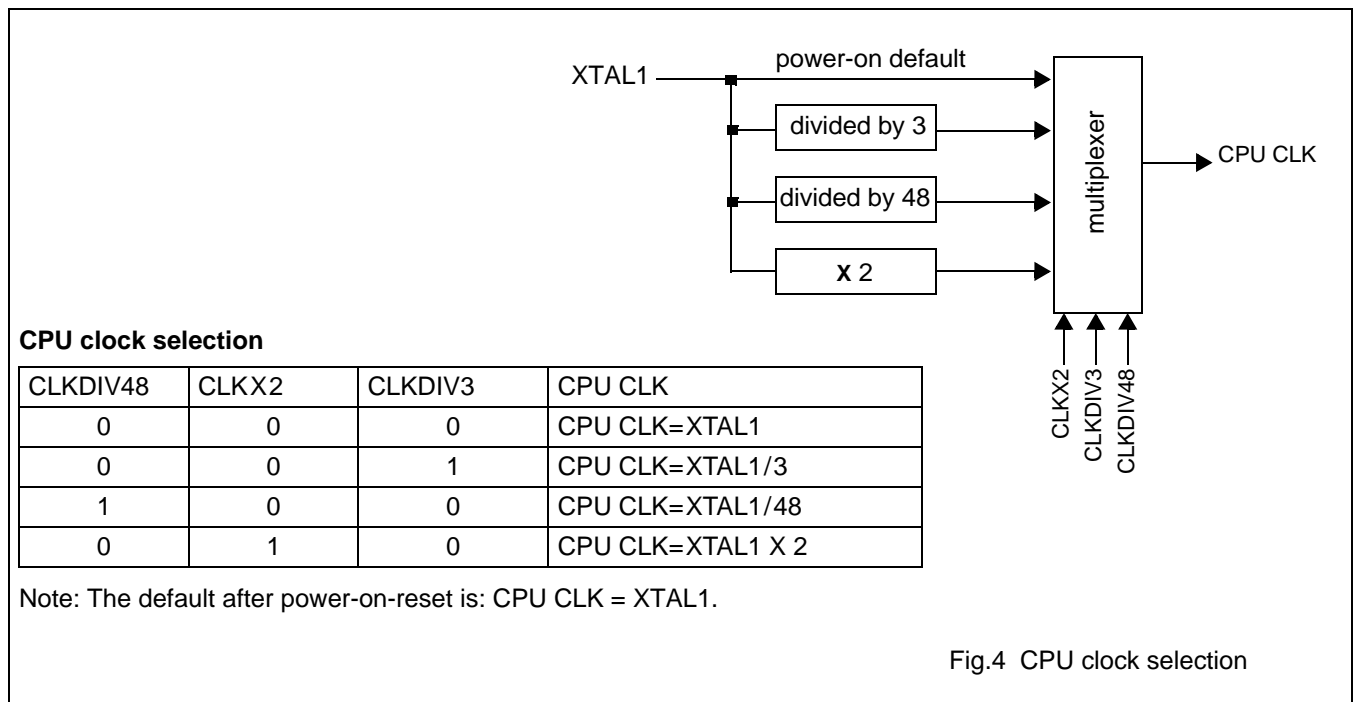 power-on default
XTAL1
divided by 3
divided by 48
X 2
multiplexer
CPU CLK
CLKX2
CLKDIV3
CLKDIV48
CPU clock selection
CLKDIV48 CLKX2 CLKDIV3 CPU CLK
0 0 0 CPU CLK=XTAL1
0 0 1 CPU CLK=XTAL1/3
1 0 0 CPU CLK=XTAL1/48
0 1 0 CPU CLK=XTAL1 X 2
Note: The default after power-on-reset is: CPU CLK = XTAL1.
Fig.4 CPU clock selection